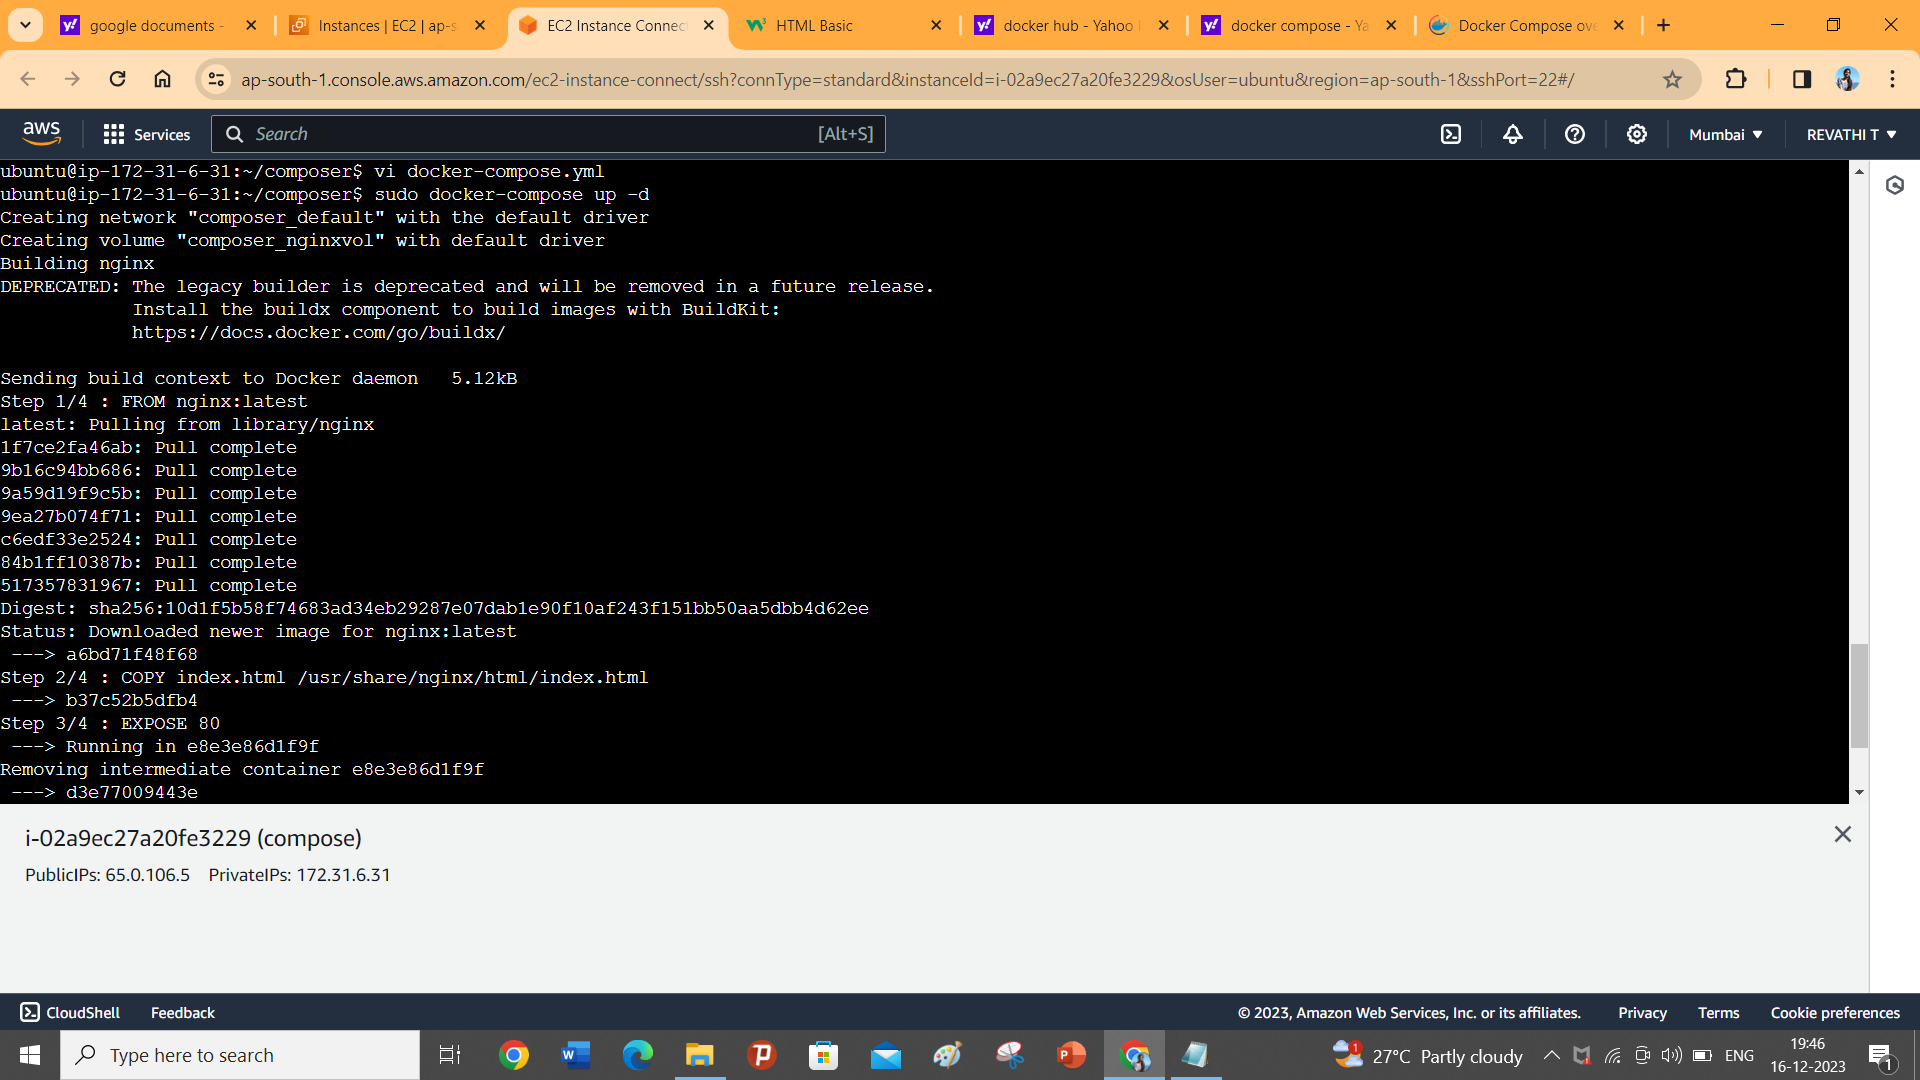 google documents -
Instances | EC2 | ap-s
EC2 Instance Connec
HTML Basic
docker hub - Yahoo
docker compose - Ya
Docker Compose ove
ap-south-1.console.aws.amazon.com/ec2-instance-connect/ssh?connType=standard&instanceId=i-02a9ec27a20fe3229&osUser=ubuntu&region=ap-south-1&sshPort=22#/
aws
Services
Search
[Alt+S]
Mumbai
REVATHI T
ubuntu@ip-172-31-6-31:~/composer$ vi docker-compose.yml
ubuntu@ip-172-31-6-31:~/composer$ sudo docker-compose up -d
Creating network "composer_default" with the default driver
Creating volume "composer_nginxvol" with default driver
Building nginx
DEPRECATED: The legacy builder is deprecated and will be removed in a future release.
Install the buildx component to build images with BuildKit:
https://docs.docker.com/go/buildx/
Sending build context to Docker daemon 5.12kB
Step 1/4 : FROM nginx:latest
latest: Pulling from library/nginx
1f7ce2fa46ab: Pull complete
9b16c94bb686: Pull complete
9a59d19f9c5b: Pull complete
9ea27b074f71: Pull complete
c6edf33e2524: Pull complete
84b1ff10387b: Pull complete
517357831967: Pull complete
Digest: sha256:10d1f5b58f74683ad34eb29287e07dab1e90f10af243f151bb50aa5dbb4d62ee
Status: Downloaded newer image for nginx:latest
---> a6bd71f48f68
Step 2/4 : COPY index.html /usr/share/nginx/html/index.html
---> b37c52b5dfb4
Step 3/4 : EXPOSE 80
---> Running in e8e3e86d1f9f
Removing intermediate container e8e3e86d1f9f
---> d3e77009443e
i-02a9ec27a20fe3229 (compose)
PublicIPs: 65.0.106.5 PrivateIPs: 172.31.6.31
CloudShell
Feedback
© 2023, Amazon Web Services, Inc. or its affiliates.
Privacy
Terms
Cookie preferences
Type here to search
27°C Partly cloudy
ENG
19:46
16-12-2023
1